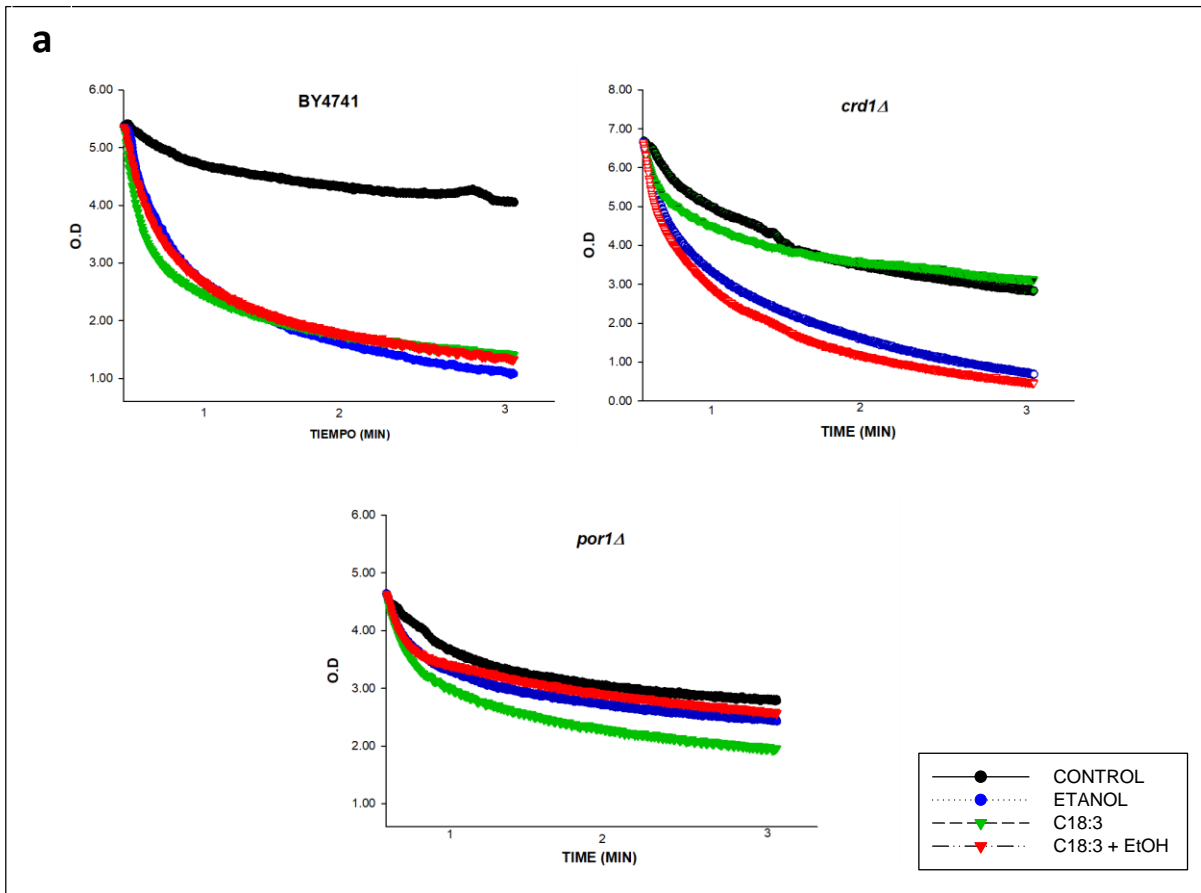 a
BY4741
6.00
5.00
4.00
3.00
2.00
1.00
O.D
1
2
3
TIEMPO (MIN)
crd1Δ
8.00
7.00
6.00
5.00
4.00
3.00
2.00
1.00
0.00
O.D
1
2
3
TIME (MIN)
por1Δ
6.00
5.00
4.00
3.00
2.00
1.00
O.D
1
2
3
TIME (MIN)
CONTROL
ETANOL
C18:3
C18:3 + EtOH